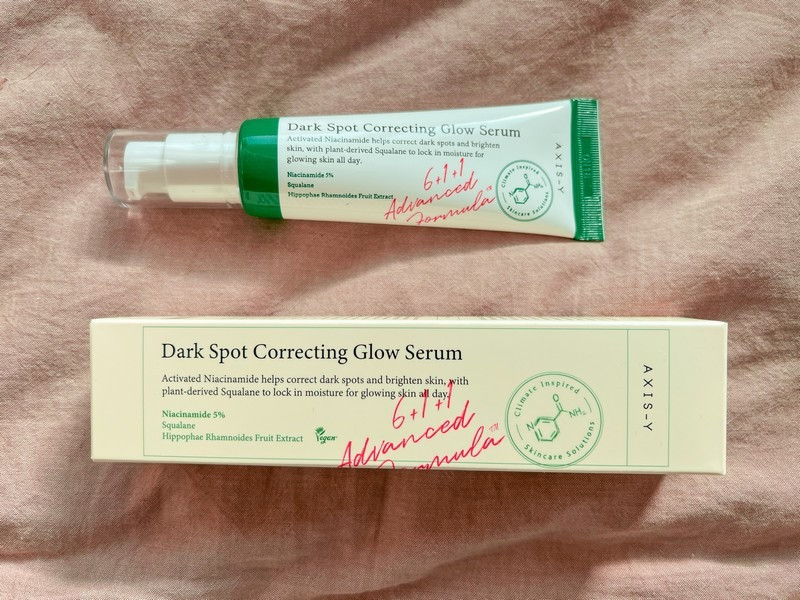 Dark Spot Correcting Glow Serum
Activated Niacinamide helps correct dark spots and brighten
skin, with plant-derived Squalane to lock in moisture for
glowing skin all day.
Niacinamide 5%
Squalane
Hippophae Rhamnoides Fruit Extract
6+1+1
Advanced
Formula™
Climate Inspired
Skincare Solutions
AXIS-Y
Dark Spot Correcting Glow Serum
Activated Niacinamide helps correct dark spots and brighten skin, with
plant-derived Squalane to lock in moisture for glowing skin all day.
Niacinamide 5%
Squalane
Hippophae Rhamnoides Fruit Extract
Vegan
6+1+1
Advanced
Formula™
Climate Inspired
N
O
NH₂
Skincare Solutions
AXIS-Y